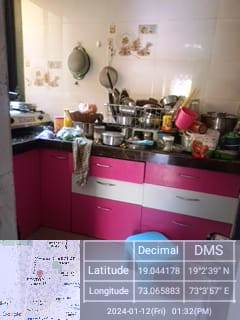 Decimal DMS
Latitude 19.044178 19°2'39" N
Longitude 73.065883 73°3'57" E
2024-01-12(Fri) 01:32(PM)